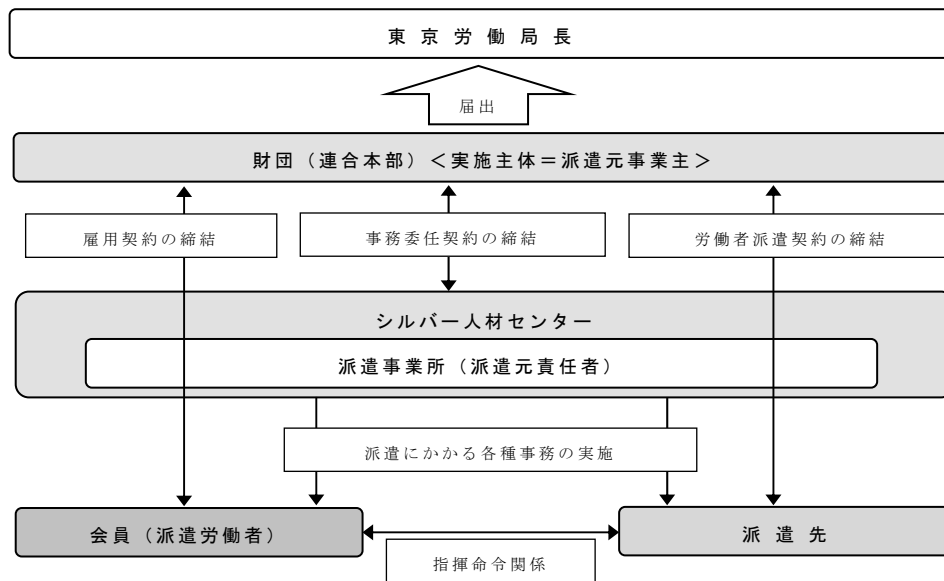 東京労働局長
届出
財団（連合本部）＜実施主体＝派遣元事業主＞
雇用契約の締結
事務委任契約の締結
労働者派遣契約の締結
シルバー人材センター
派遣事業所（派遣元責任者）
派遣にかかる各種事務の実施
会員（派遣労働者）
派遣先
指揮命令関係